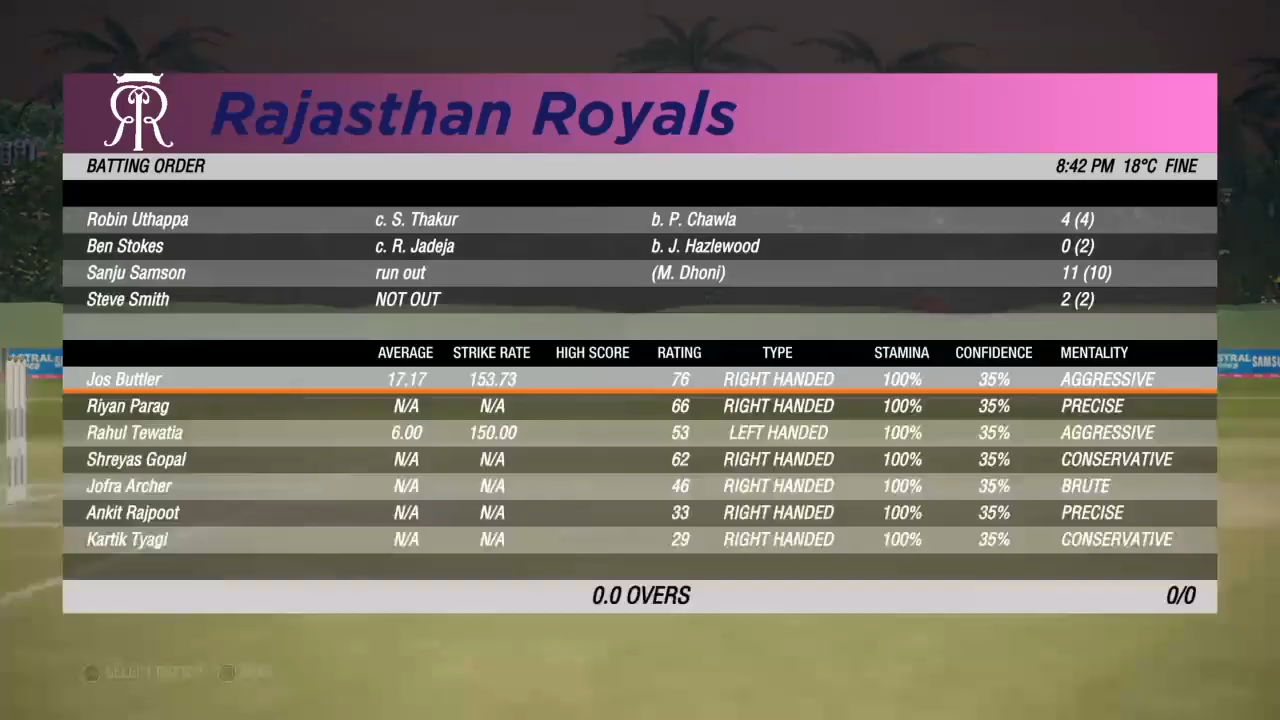 Rajasthan Royals
BATTING ORDER 8:42 PM 18°C FINE
Robin Uthappa c. S. Thakur b. P. Chawla 4 (4)
Ben Stokes c. R. Jadeja b. J. Hazlewood 0 (2)
Sanju Samson run out (M. Dhoni) 11 (10)
Steve Smith NOT OUT 2 (2)
AVERAGE STRIKE RATE HIGH SCORE RATING TYPE STAMINA CONFIDENCE MENTALITY
Jos Buttler 17.17 153.73 76 RIGHT HANDED 100% 35% AGGRESSIVE
Riyan Parag N/A N/A 66 RIGHT HANDED 100% 35% PRECISE
Rahul Tewatia 6.00 150.00 53 LEFT HANDED 100% 35% AGGRESSIVE
Shreyas Gopal N/A N/A 62 RIGHT HANDED 100% 35% CONSERVATIVE
Jofra Archer N/A N/A 46 RIGHT HANDED 100% 35% BRUTE
Ankit Rajpoot N/A N/A 33 RIGHT HANDED 100% 35% PRECISE
Kartik Tyagi N/A N/A 29 RIGHT HANDED 100% 35% CONSERVATIVE
0.0 OVERS 0/0